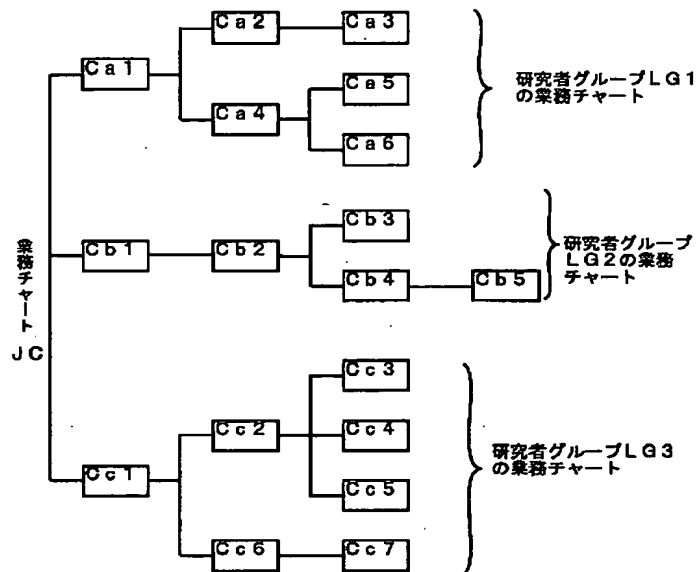 Ca2
Ca3
Ca1
Ca5
Ca4
Ca6
研究者グループLG1
の業務チャート
Cb3
Cb1
Cb2
Cb4
Cb5
研究者グループ
LG2の業務
チャート
業務チャート
JC
Cc3
Cc2
Cc4
Cc1
Cc5
Cc6
Cc7
研究者グループLG3
の業務チャート